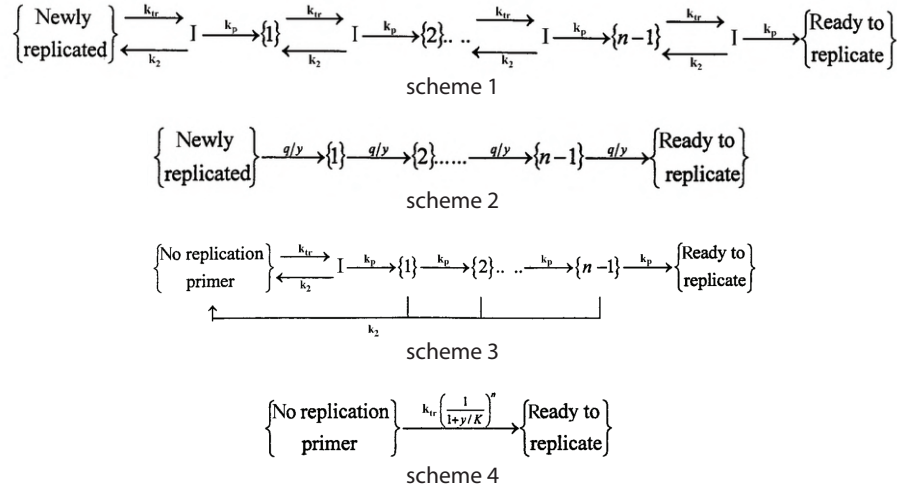 {Newly replicated} k_tr k_2 I k_p {1} k_tr k_2 I k_p {2}.. .. k_tr k_2 I k_p {n−1} k_tr k_2 I k_p {Ready to replicate}
scheme 1
{Newly replicated} q/y {1} q/y {2}...... q/y {n−1} q/y {Ready to replicate}
scheme 2
{No replication primer} k_tr k_2 I k_p {1} k_p {2}.. .. k_p {n−1} k_p {Ready to replicate}
k_2
scheme 3
{No replication primer} k_tr(1/(1+y/K))^n {Ready to replicate}
scheme 4